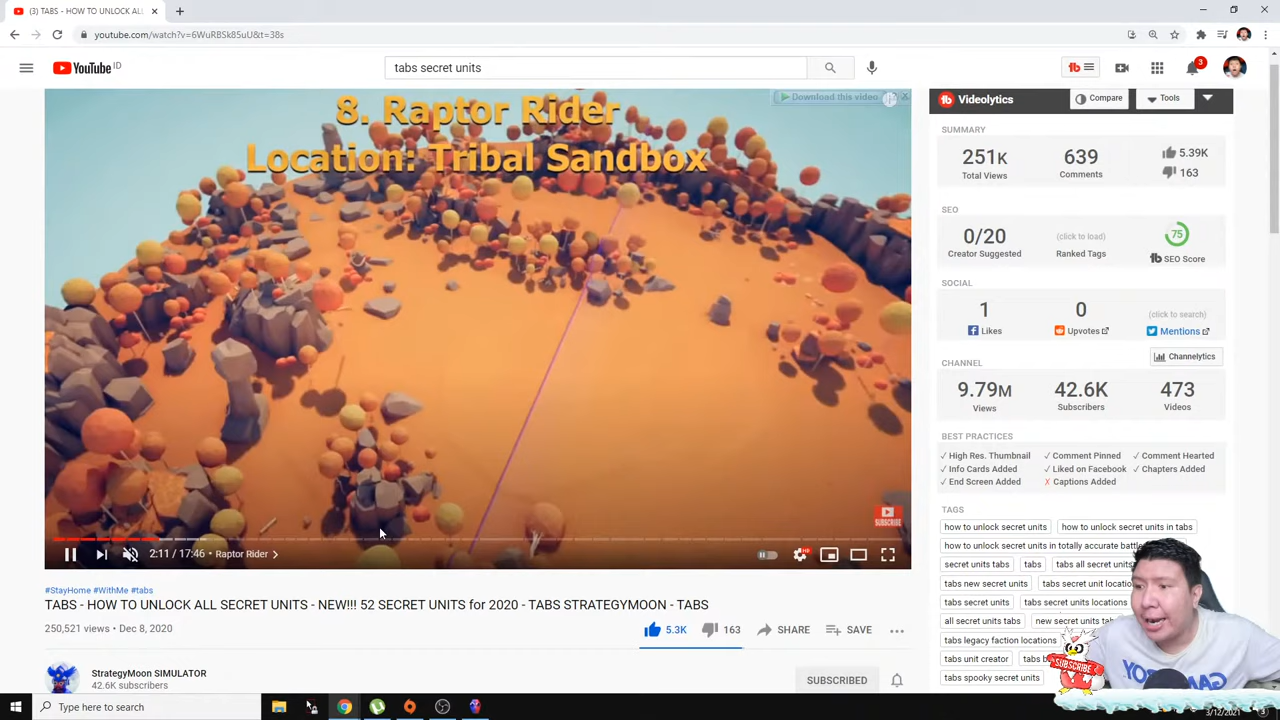 (3) TABS - HOW TO UNLOCK AL
youtube.com/watch?v=6WuRBSk85uU&t=38s
YouTube ID
tabs secret units
3
8. Raptor Rider
Location: Tribal Sandbox
Download this video
SUBSCRIBE
2:11 / 17:46 • Raptor Rider
#StayHome #WithMe #tabs
TABS - HOW TO UNLOCK ALL SECRET UNITS - NEW!!! 52 SECRET UNITS for 2020 - TABS STRATEGYMOON - TABS
250,521 views • Dec 8, 2020
5.3K
163
SHARE
SAVE
StrategyMoon SIMULATOR
42.6K subscribers
SUBSCRIBED
Videolytics
Compare
Tools
SUMMARY
251K
Total Views
639
Comments
5.39K
163
SEO
0/20
Creator Suggested
(click to load)
Ranked Tags
75
SEO Score
SOCIAL
1
Likes
0
Upvotes
(click to search)
Mentions
CHANNEL
Channelytics
9.79M
Views
42.6K
Subscribers
473
Videos
BEST PRACTICES
✓ High Res. Thumbnail
✓ Comment Pinned
✓ Comment Hearted
✓ Info Cards Added
✓ Liked on Facebook
✓ Chapters Added
✓ End Screen Added
X Captions Added
TAGS
how to unlock secret units
how to unlock secret units in tabs
how to unlock secret units in totally accurate battl
secret units tabs
tabs
tabs all secret units
tabs new secret units
tabs secret unit locatio
tabs secret units
tabs secret units locations
all secret units tabs
new secret units tab
tabs legacy faction locations
tabs unit creator
tabs spooky secret units
SUBSCRIBE
Type here to search
3/12/2021